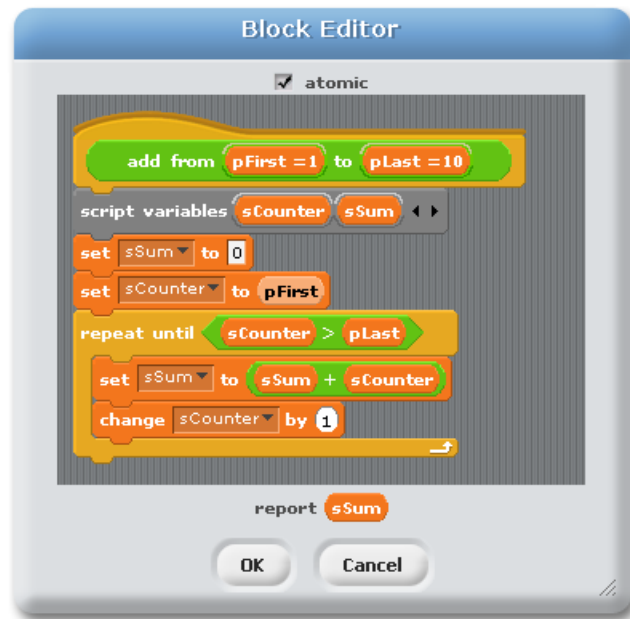 Block Editor
atomic
add from pFirst =1 to pLast =10
script variables sCounter sSum
set sSum to 0
set sCounter to pFirst
repeat until sCounter > pLast
set sSum to sSum + sCounter
change sCounter by 1
report sSum
OK Cancel